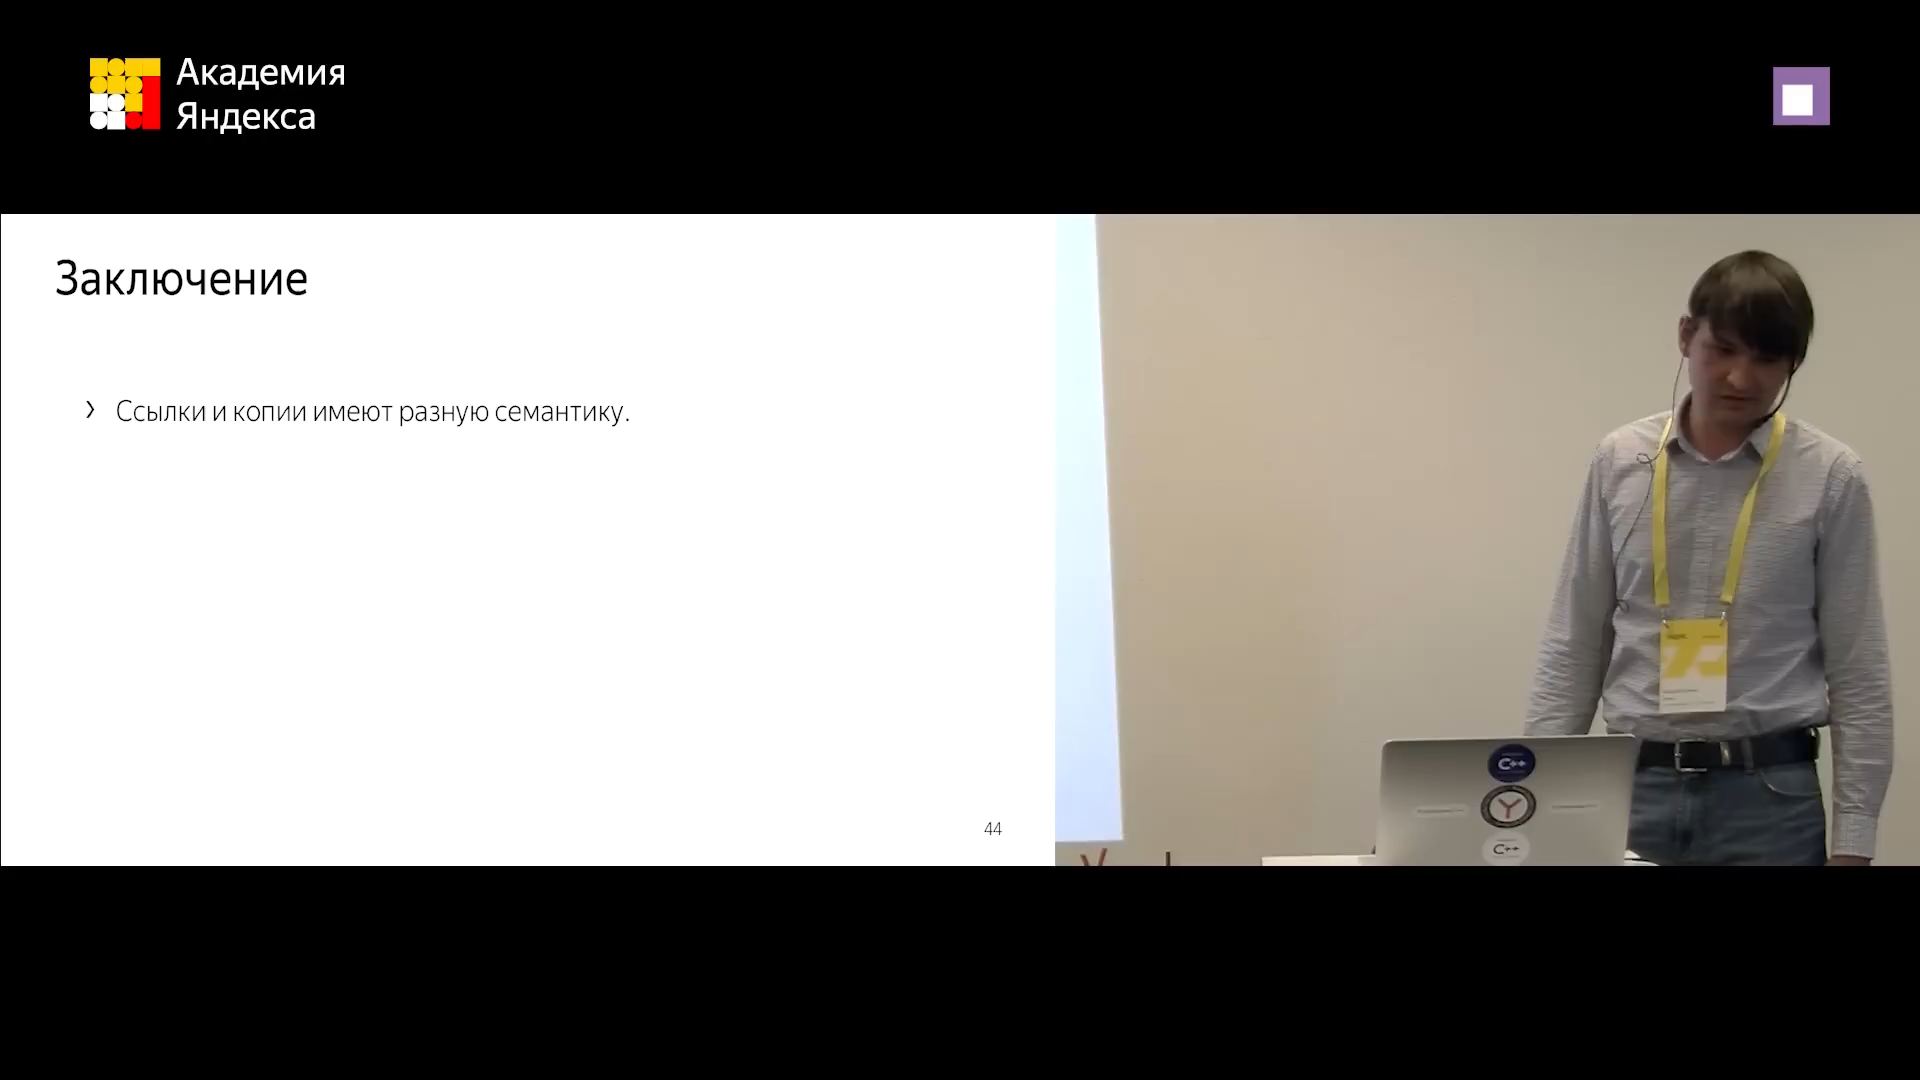 Академия
Яндекса
Заключение
› Ссылки и копии имеют разную семантику.
44
C++
Y
C++